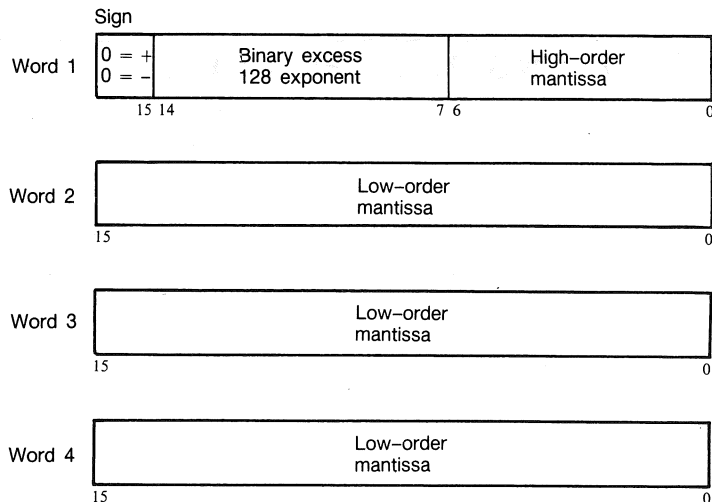 Sign
Word 1
0 = +
0 = −
Binary excess
128 exponent
High–order
mantissa
15 14
7 6
0
Word 2
Low–order
mantissa
15
0
Word 3
Low–order
mantissa
15
0
Word 4
Low–order
mantissa
15
0